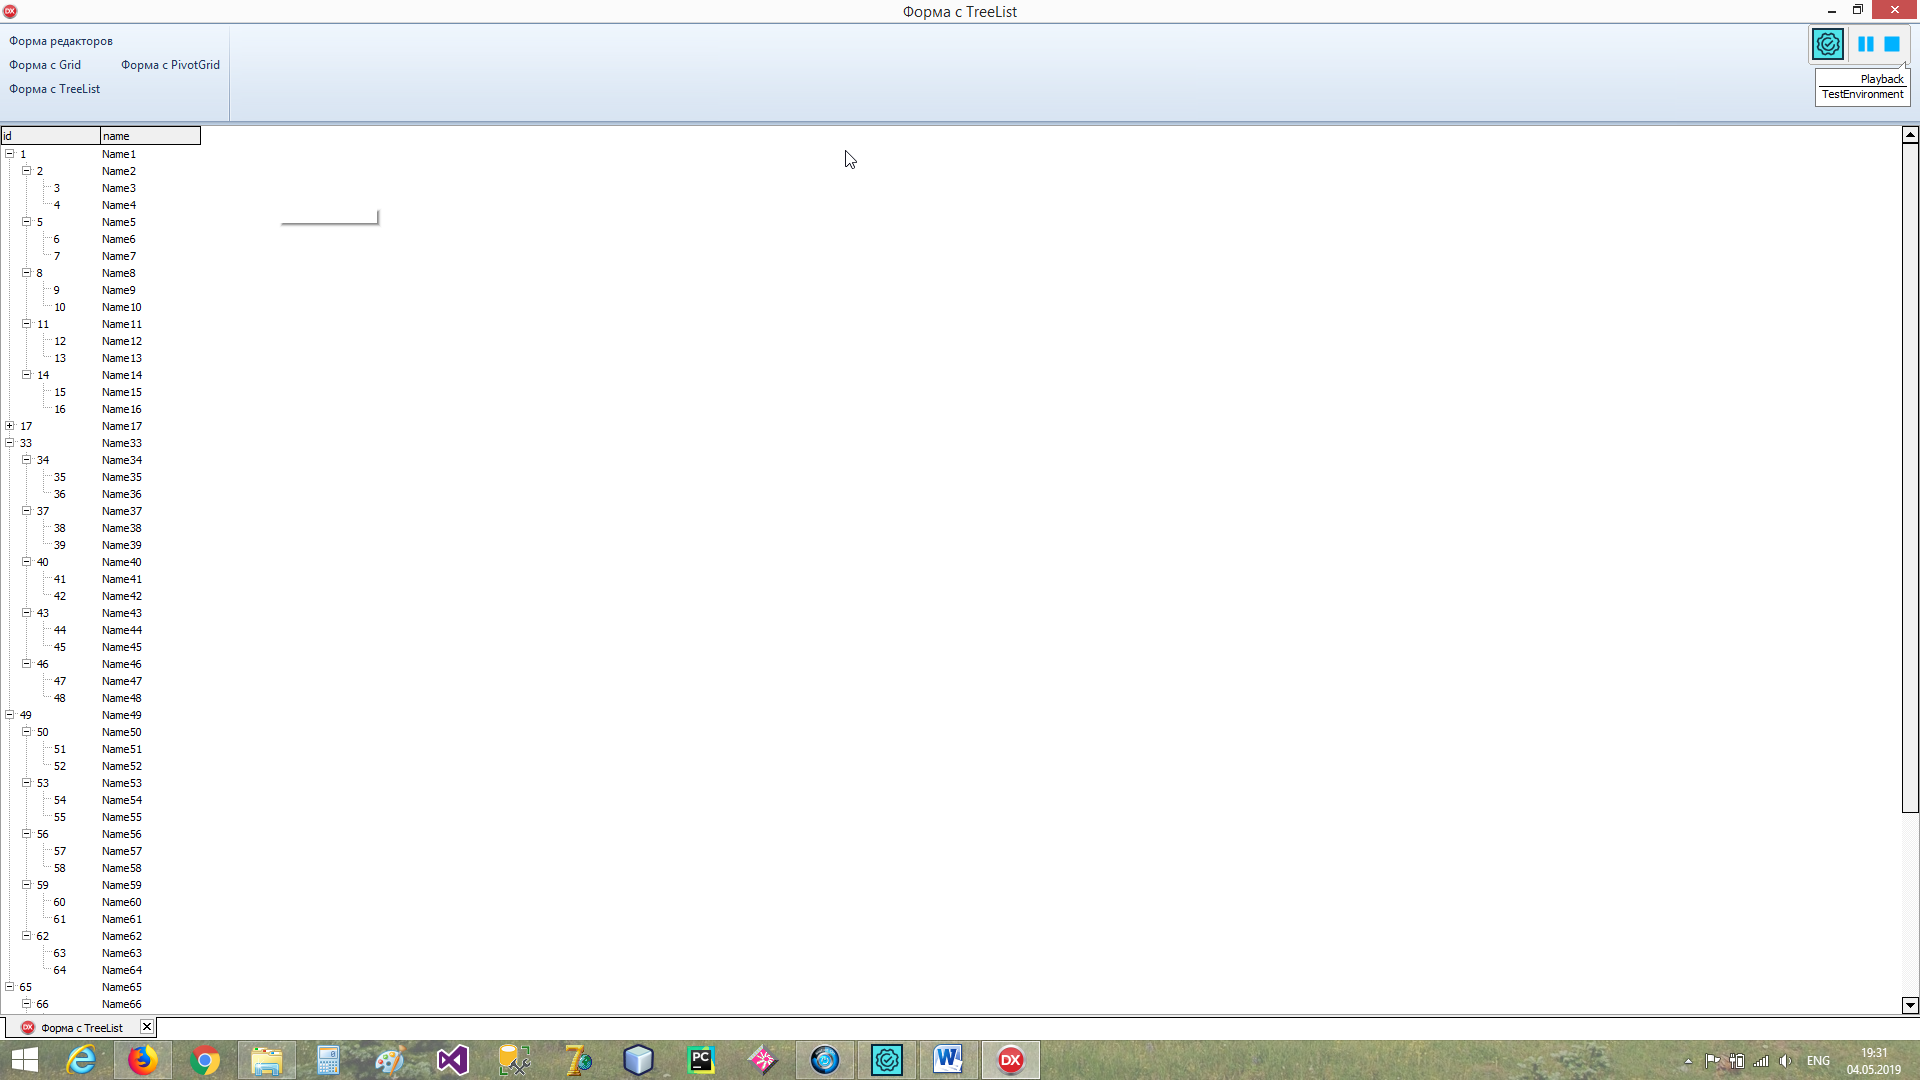 Форма с TreeList
Форма редакторов
Форма с Grid Форма с PivotGrid
Форма с TreeList
Playback
TestEnvironment
id name
1 Name1
2 Name2
3 Name3
4 Name4
5 Name5
6 Name6
7 Name7
8 Name8
9 Name9
10 Name10
11 Name11
12 Name12
13 Name13
14 Name14
15 Name15
16 Name16
17 Name17
33 Name33
34 Name34
35 Name35
36 Name36
37 Name37
38 Name38
39 Name39
40 Name40
41 Name41
42 Name42
43 Name43
44 Name44
45 Name45
46 Name46
47 Name47
48 Name48
49 Name49
50 Name50
51 Name51
52 Name52
53 Name53
54 Name54
55 Name55
56 Name56
57 Name57
58 Name58
59 Name59
60 Name60
61 Name61
62 Name62
63 Name63
64 Name64
65 Name65
66 Name66
DX Форма с TreeList
PC
W
DX
ENG
19:31
04.05.2019